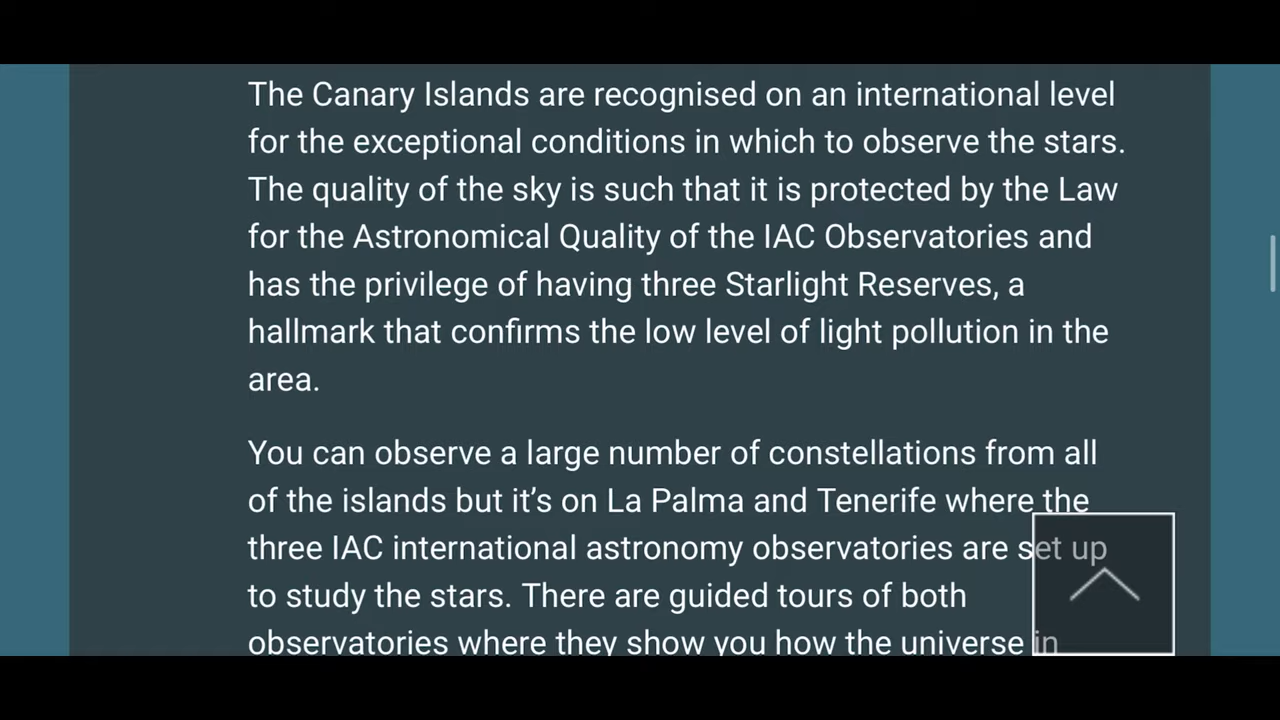 The Canary Islands are recognised on an international level
for the exceptional conditions in which to observe the stars.
The quality of the sky is such that it is protected by the Law
for the Astronomical Quality of the IAC Observatories and
has the privilege of having three Starlight Reserves, a
hallmark that confirms the low level of light pollution in the
area.
You can observe a large number of constellations from all
of the islands but it’s on La Palma and Tenerife where the
three IAC international astronomy observatories are set up
to study the stars. There are guided tours of both
observatories where they show you how the universe in